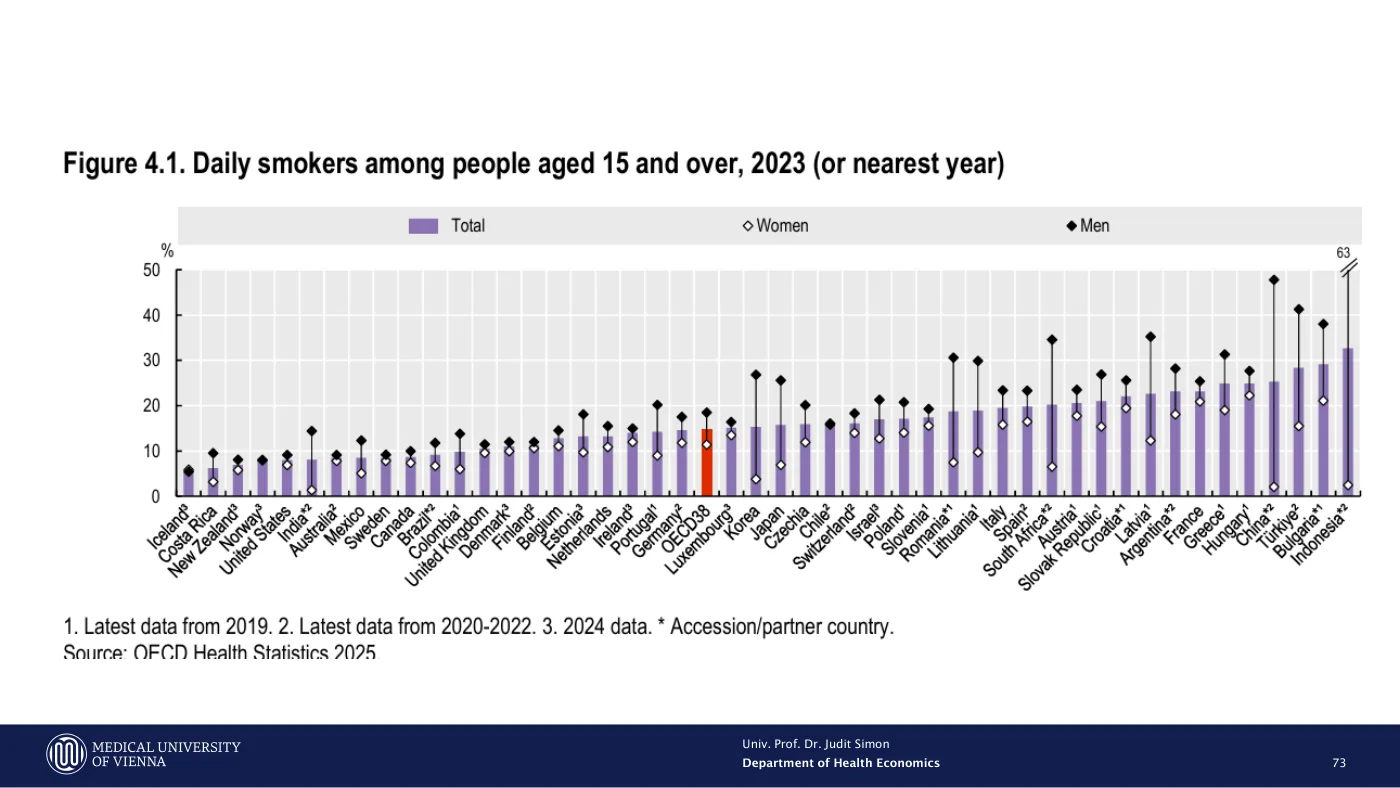 Figure 4.1. Daily smokers among people aged 15 and over, 2023 (or nearest year)
Total
Women
Men
%
63
50
40
30
20
10
0
Iceland³
Costa Rica
New Zealand³
Norway³
United States
India*²
Australia²
Mexico
Sweden
Canada
Brazil*²
Colombia¹
United Kingdom
Denmark³
Finland²
Belgium
Estonia³
Netherlands
Ireland³
Portugal¹
Germany²
OECD38
Luxembourg³
Korea
Japan
Czechia
Chile²
Switzerland²
Israel³
Poland¹
Slovenia¹
Romania*¹
Lithuania¹
Italy
Spain²
South Africa*²
Austria¹
Slovak Republic¹
Croatia*¹
Latvia¹
Argentina*²
France
Greece¹
Hungary¹
China*²
Türkiye²
Bulgaria*¹
Indonesia*²
1. Latest data from 2019. 2. Latest data from 2020-2022. 3. 2024 data. * Accession/partner country.
Source: OECD Health Statistics 2025.
MEDICAL UNIVERSITY
OF VIENNA
Univ. Prof. Dr. Judit Simon
Department of Health Economics
73